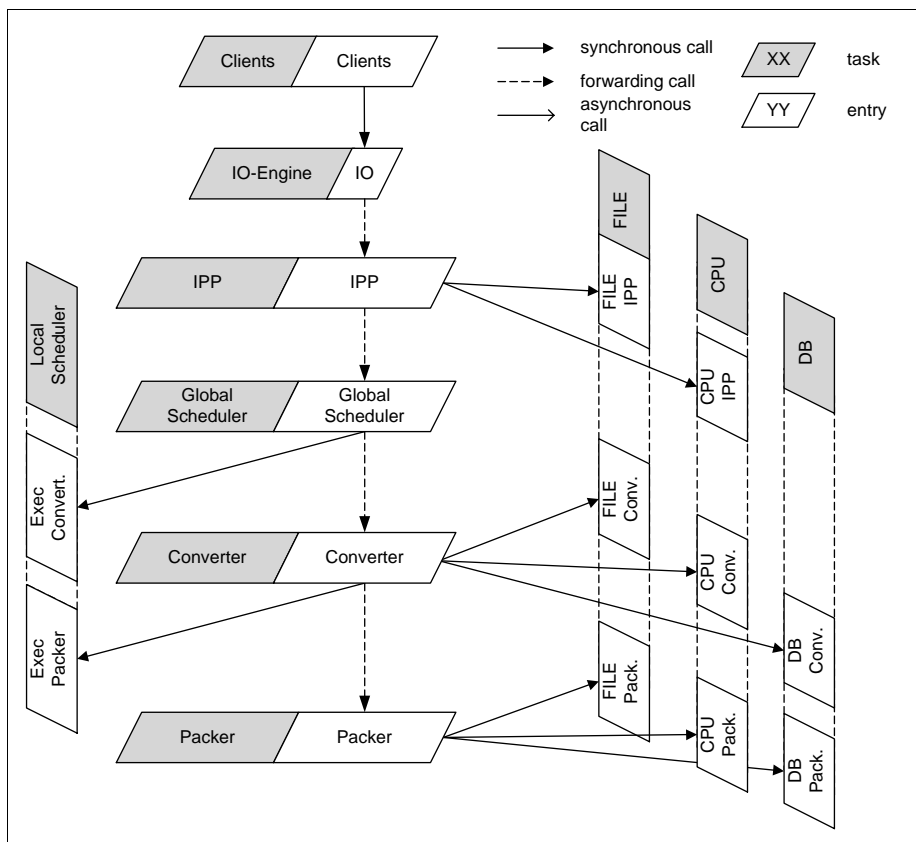 Clients
Clients
synchronous call
forwarding call
asynchronous
call
XX
task
YY
entry
IO-Engine
IO
IPP
IPP
Global
Scheduler
Global
Scheduler
Converter
Converter
Packer
Packer
Local
Scheduler
Exec
Convert.
Exec
Packer
FILE
FILE
IPP
FILE
Conv.
FILE
Pack.
CPU
CPU
IPP
CPU
Conv.
CPU
Pack.
DB
DB
Conv.
DB
Pack.